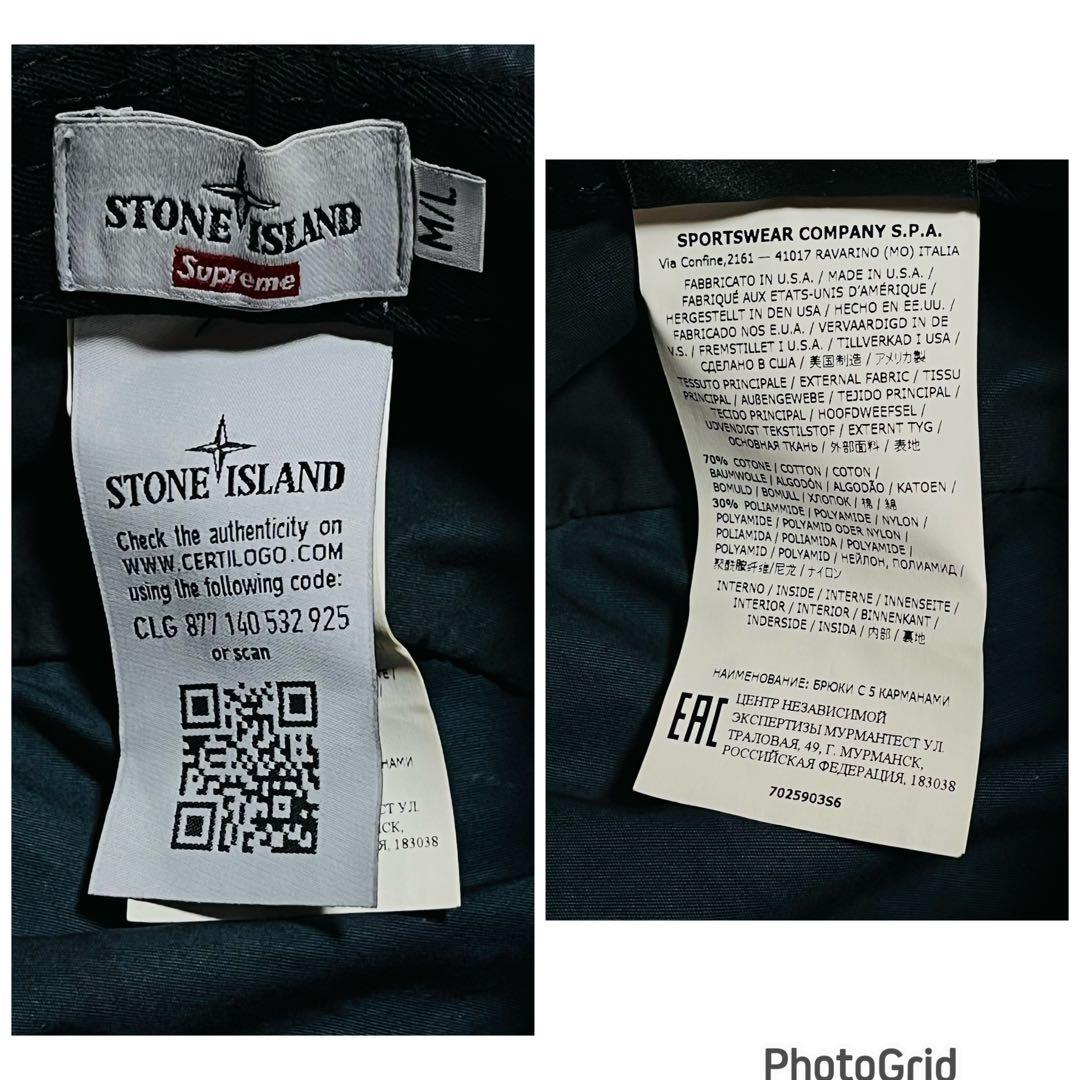 STONE ISLAND
Supreme
M/L
STONE ISLAND
Check the authenticity on
WWW.CERTILOGO.COM
using the following code:
CLG 877 140 532 925
or scan
НАМИ
СТ УЛ.
СК,
Я, 183038
SPORTSWEAR COMPANY S.P.A.
Via Confine,2161 — 41017 RAVARINO (MO) ITALIA
FABBRICATO IN U.S.A. / MADE IN U.S.A. /
FABRIQUÉ AUX ETATS-UNIS D'AMÉRIQUE /
HERGESTELLT IN DEN USA / HECHO EN EE.UU. /
FABRICADO NOS E.U.A. / VERVAARDIGD IN DE
V.S. / FREMSTILLET I U.S.A. / TILLVERKAD I USA /
СДЕЛАНО В США / 美国制造 / アメリカ製
TESSUTO PRINCIPALE / EXTERNAL FABRIC / TISSU
PRINCIPAL / AUßENGEWEBE / TEJIDO PRINCIPAL /
TECIDO PRINCIPAL / HOOFDWEEFSEL /
UDVENDIGT TEKSTILSTOF / EXTERNT TYG /
ОСНОВНАЯ ТКАНЬ / 外部面料 / 表地
70% COTONE / COTTON / COTON /
BAUMWOLLE / ALGODÓN / ALGODÃO / KATOEN /
BOMULD / BOMULL / ХЛОПОК / 棉 / 綿
30% POLIAMMIDE / POLYAMIDE / NYLON /
POLYAMIDE / POLYAMID ODER NYLON /
POLIAMIDA / POLIAMIDA / POLYAMIDE /
POLYAMID / POLYAMID / НЕЙЛОН, ПОЛИАМИД /
聚酰胺纤维/尼龙 / ナイロン
INTERNO / INSIDE / INTERNE / INNENSEITE /
INTERIOR / INTERIOR / BINNENKANT /
INDERSIDE / INSIDA / 内部 / 裏地
НАИМЕНОВАНИЕ: БРЮКИ С 5 КАРМАНАМИ
EAC
ЦЕНТР НЕЗАВИСИМОЙ
ЭКСПЕРТИЗЫ МУРМАНТЕСТ УЛ.
ТРАЛОВАЯ, 49, Г. МУРМАНСК,
РОССИЙСКАЯ ФЕДЕРАЦИЯ, 183038
7025903S6
PhotoGrid